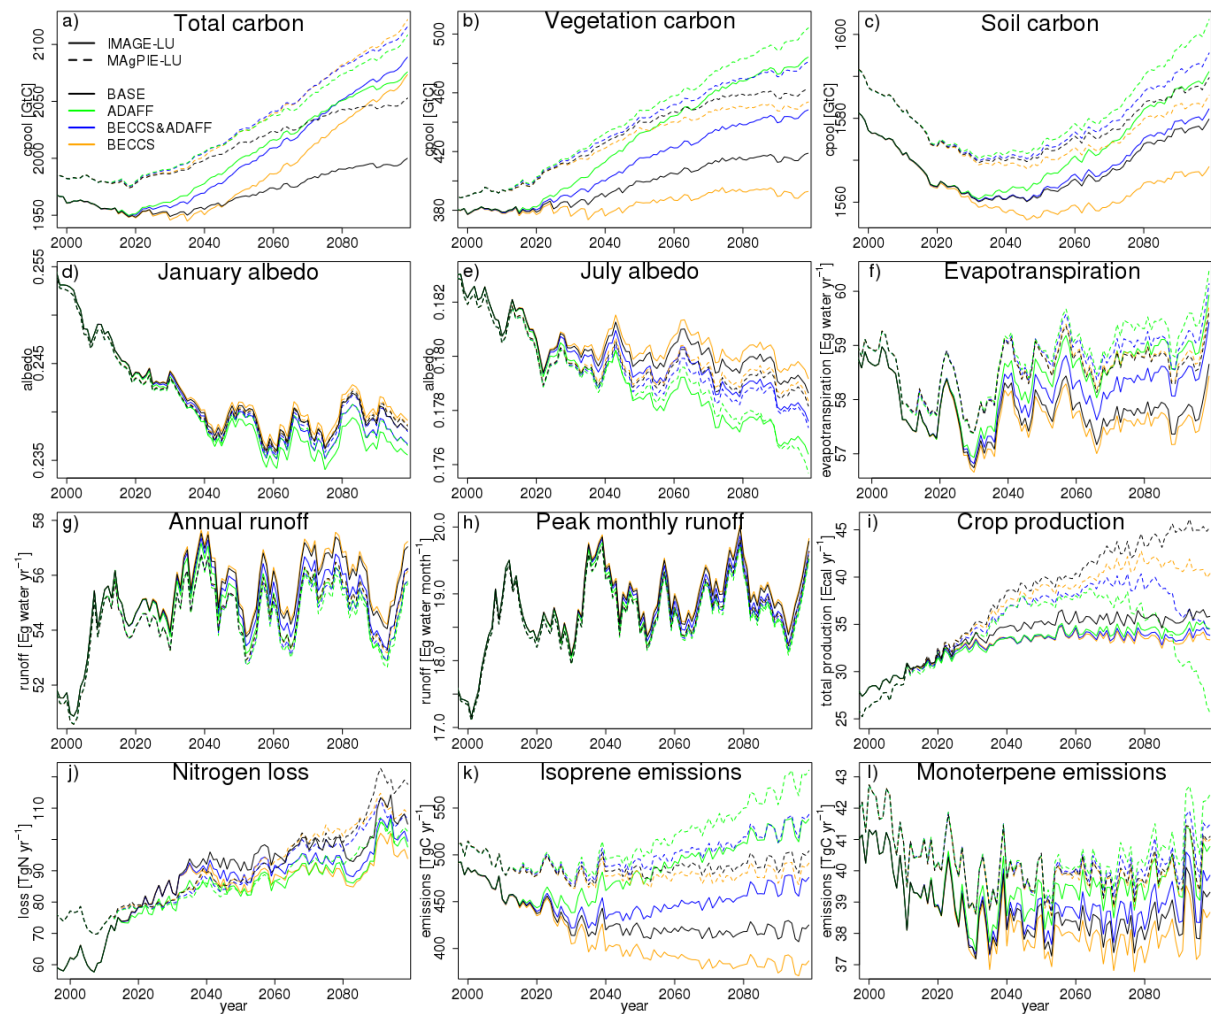 a) Total carbon
IMAGE-LU
MAgPIE-LU
BASE
ADAFF
BECCS&ADAFF
BECCS
cpool [GtC]
1950 2000 2050 2100
2000 2020 2040 2060 2080
b) Vegetation carbon
cpool [GtC]
380 420 460 500
2000 2020 2040 2060 2080
c) Soil carbon
cpool [GtC]
1560 1580 1600
2000 2020 2040 2060 2080
d) January albedo
albedo
0.235 0.245 0.255
2000 2020 2040 2060 2080
e) July albedo
albedo
0.176 0.178 0.180 0.182
2000 2020 2040 2060 2080
f) Evapotranspiration
evapotranspiration [Eg water yr⁻¹]
57 58 59 60
2000 2020 2040 2060 2080
g) Annual runoff
runoff [Eg water yr⁻¹]
52 54 56 58
2000 2020 2040 2060 2080
h) Peak monthly runoff
runoff [Eg water month⁻¹]
17.0 18.0 19.0 20.0
2000 2020 2040 2060 2080
i) Crop production
total production [Ecal yr⁻¹]
25 30 35 40 45
2000 2020 2040 2060 2080
j) Nitrogen loss
loss [TgN yr⁻¹]
60 70 80 90 110
2000 2020 2040 2060 2080
year
k) Isoprene emissions
emissions [TgC yr⁻¹]
400 450 500 550
2000 2020 2040 2060 2080
year
l) Monoterpene emissions
emissions [TgC yr⁻¹]
37 38 39 40 41 42 43
2000 2020 2040 2060 2080
year